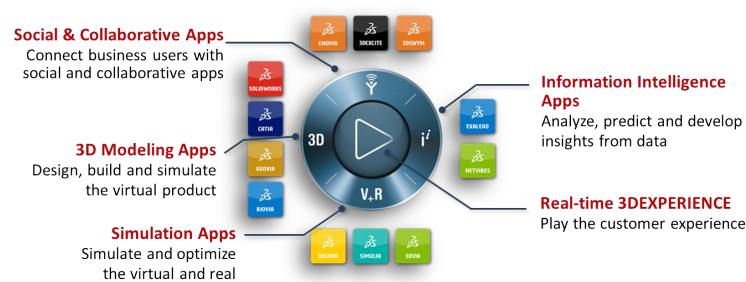 Social & Collaborative Apps
Connect business users with
social and collaborative apps
ENOVIA
3DEXCITE
3DSWYM
SOLIDWORKS
CATIA
GEOVIA
BIOVIA
3D Modeling Apps
Design, build and simulate
the virtual product
Simulation Apps
Simulate and optimize
the virtual and real
3D
i i
V+R
EXALEAD
NETVIBES
Information Intelligence
Apps
Analyze, predict and develop
insights from data
Real-time 3DEXPERIENCE
Play the customer experience
DELMIA
SIMULIA
3DVIA